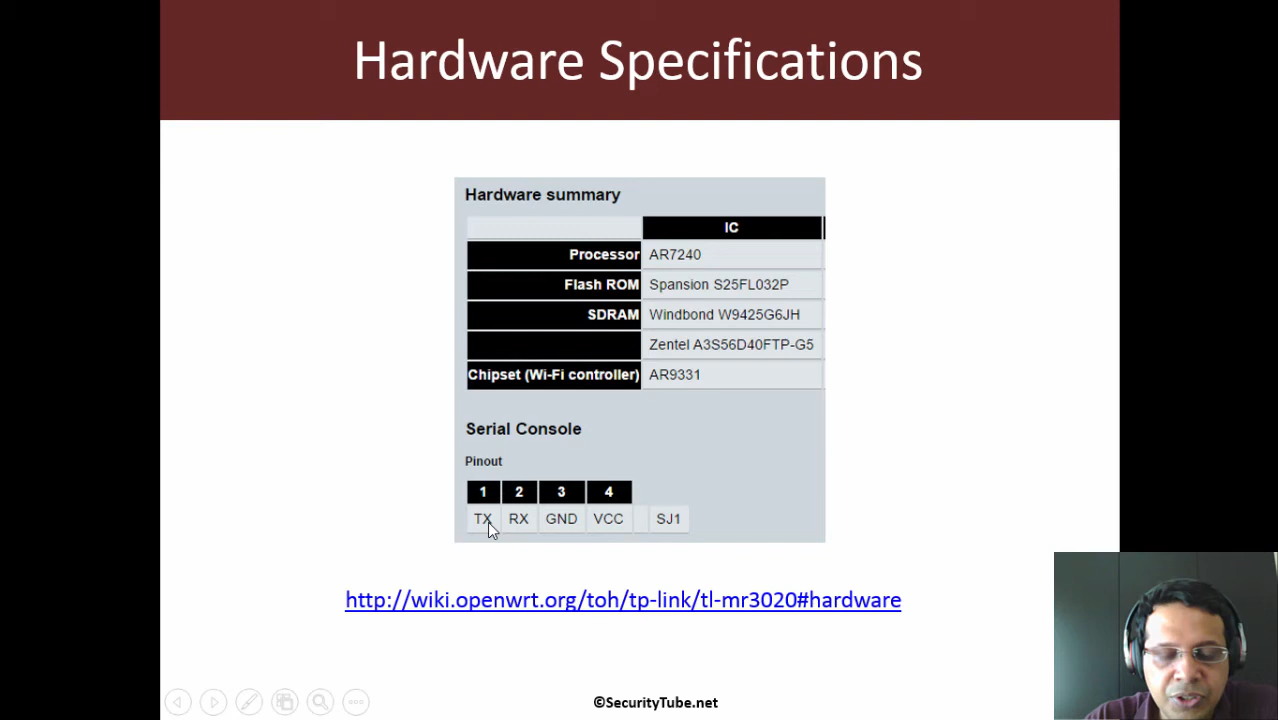 Hardware Specifications
Hardware summary
IC
Processor AR7240
Flash ROM Spansion S25FL032P
SDRAM Windbond W9425G6JH
Zentel A3S56D40FTP-G5
Chipset (Wi-Fi controller) AR9331
Serial Console
Pinout
1 2 3 4
TX RX GND VCC SJ1
http://wiki.openwrt.org/toh/tp-link/tl-mr3020#hardware
©SecurityTube.net